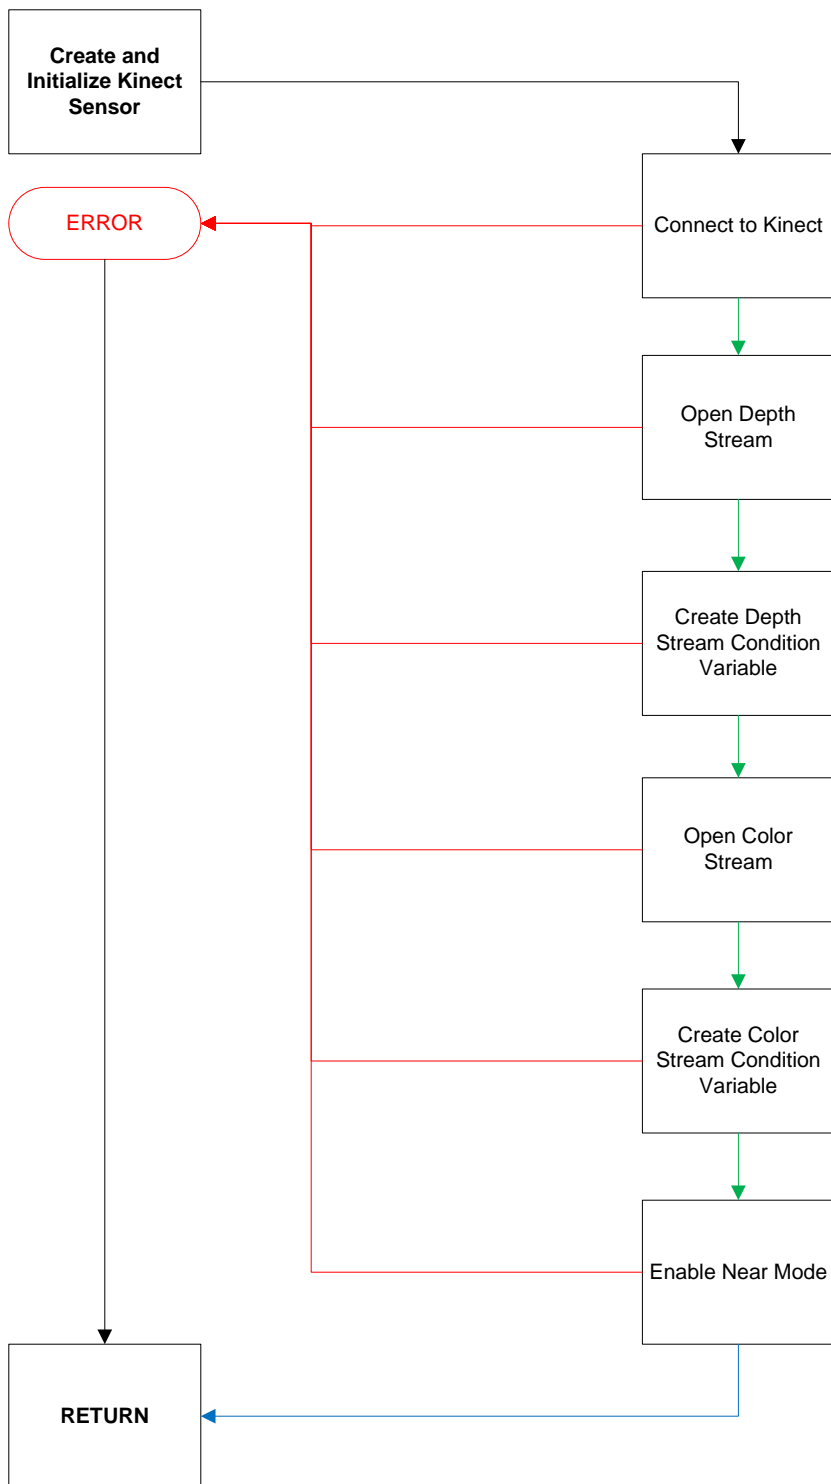 Create and
Initialize Kinect
Sensor
ERROR
Connect to Kinect
Open Depth
Stream
Create Depth
Stream Condition
Variable
Open Color
Stream
Create Color
Stream Condition
Variable
Enable Near Mode
RETURN